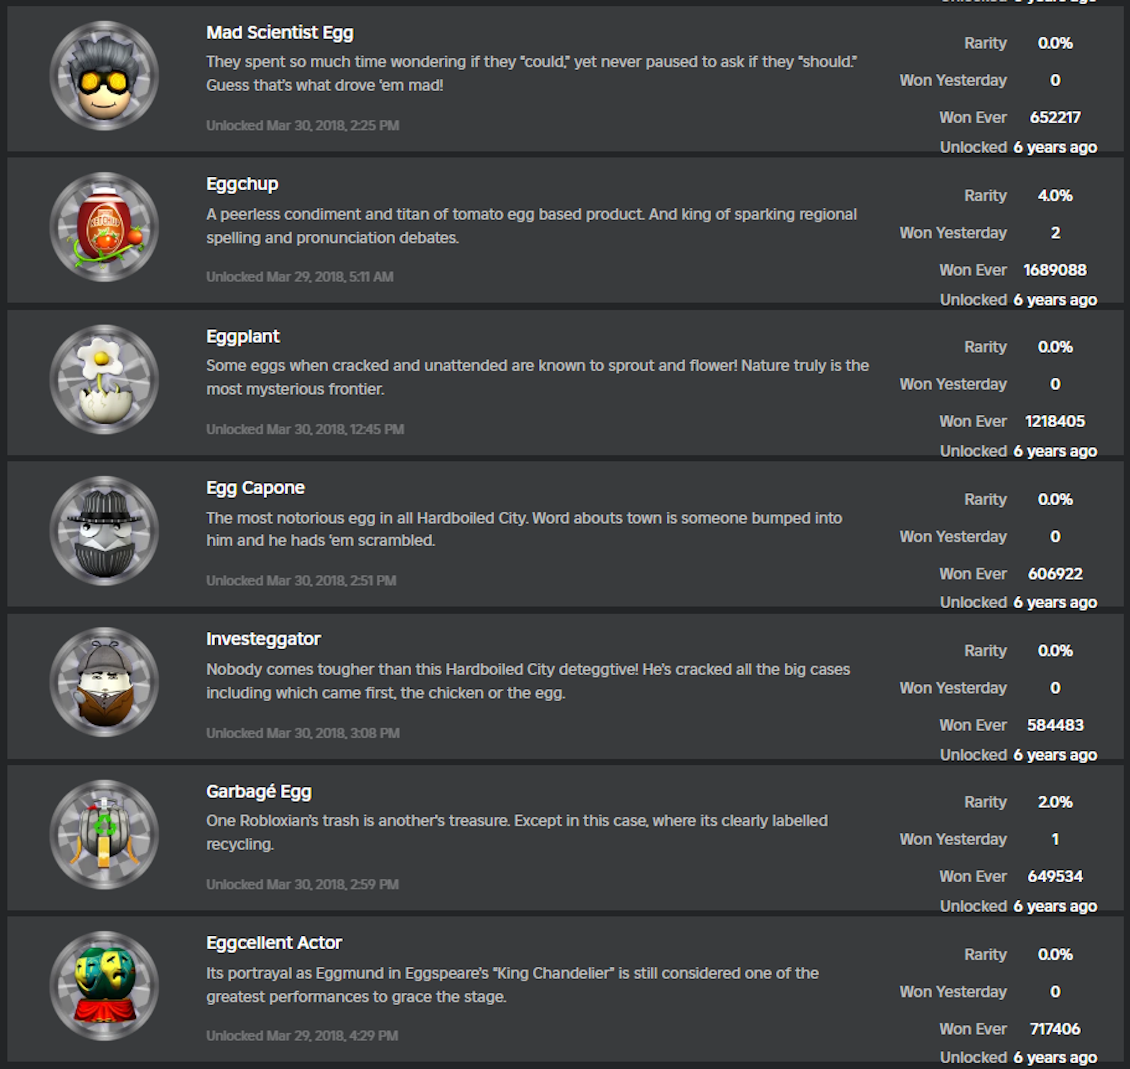 Mad Scientist Egg
Rarity 0.0%
They spent so much time wondering if they "could," yet never paused to ask if they "should."
Won Yesterday 0
Guess that's what drove 'em mad!
Won Ever 652217
Unlocked Mar 30, 2018, 2:25 PM
Unlocked 6 years ago
Eggchup
Rarity 4.0%
A peerless condiment and titan of tomato egg based product. And king of sparking regional
Won Yesterday 2
spelling and pronunciation debates.
Won Ever 1689088
Unlocked Mar 29, 2018, 5:11 AM
Unlocked 6 years ago
KETCHUP
Eggplant
Rarity 0.0%
Some eggs when cracked and unattended are known to sprout and flower! Nature truly is the
Won Yesterday 0
most mysterious frontier.
Won Ever 1218405
Unlocked Mar 30, 2018, 12:45 PM
Unlocked 6 years ago
Egg Capone
Rarity 0.0%
The most notorious egg in all Hardboiled City. Word abouts town is someone bumped into
Won Yesterday 0
him and he hads 'em scrambled.
Won Ever 606922
Unlocked Mar 30, 2018, 2:51 PM
Unlocked 6 years ago
Investeggator
Rarity 0.0%
Nobody comes tougher than this Hardboiled City deteggtive! He's cracked all the big cases
Won Yesterday 0
including which came first, the chicken or the egg.
Won Ever 584483
Unlocked Mar 30, 2018, 3:08 PM
Unlocked 6 years ago
Garbagé Egg
Rarity 2.0%
One Robloxian's trash is another's treasure. Except in this case, where its clearly labelled
Won Yesterday 1
recycling.
Won Ever 649534
Unlocked Mar 30, 2018, 2:59 PM
Unlocked 6 years ago
Eggcellent Actor
Rarity 0.0%
Its portrayal as Eggmund in Eggspeare's "King Chandelier" is still considered one of the
Won Yesterday 0
greatest performances to grace the stage.
Won Ever 717406
Unlocked Mar 29, 2018, 4:29 PM
Unlocked 6 years ago